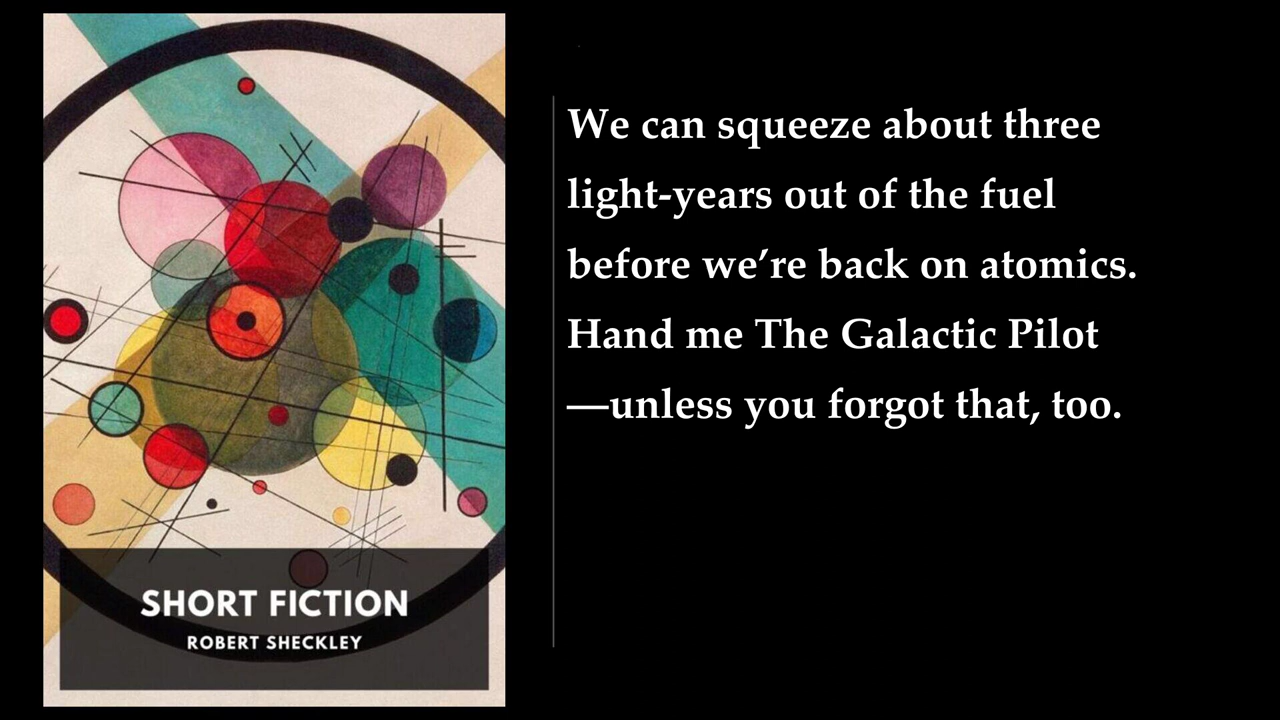 We can squeeze about three
light-years out of the fuel
before we’re back on atomics.
Hand me The Galactic Pilot
—unless you forgot that, too.
SHORT FICTION
ROBERT SHECKLEY